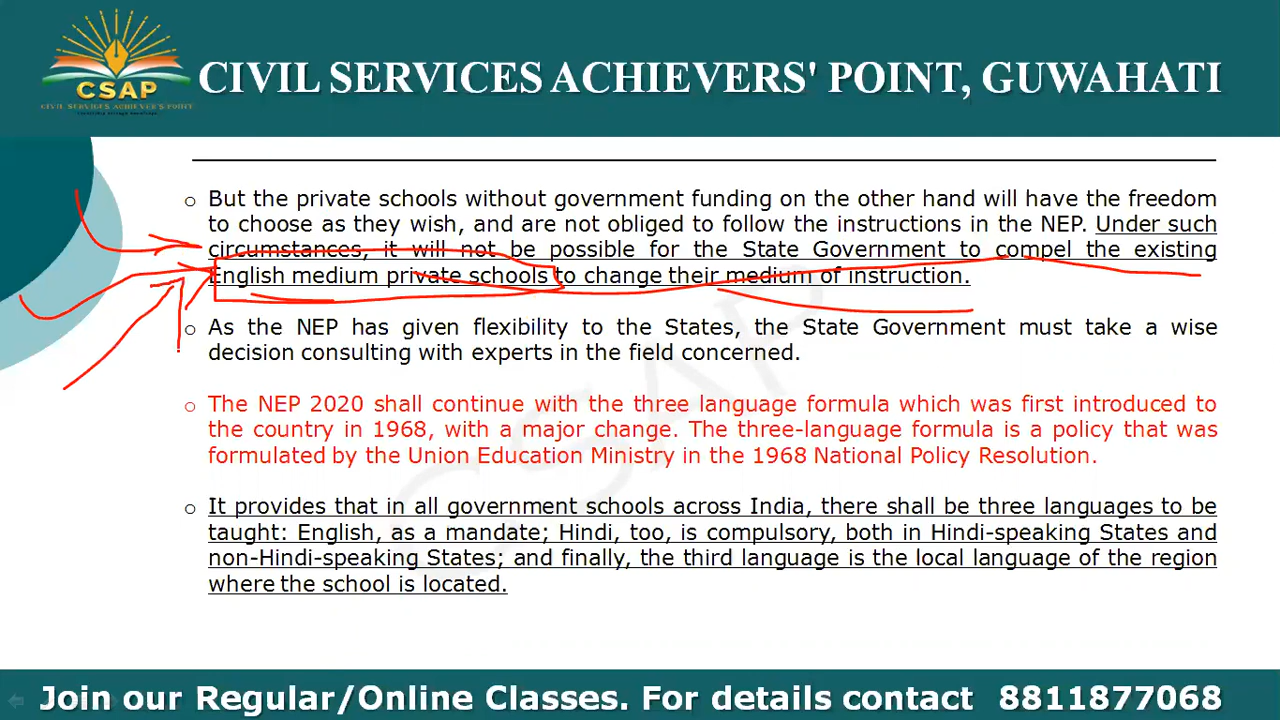 CSAP
CIVIL SERVICES ACHIEVER'S POINT
CIVIL SERVICES ACHIEVERS' POINT, GUWAHATI
But the private schools without government funding on the other hand will have the freedom
to choose as they wish, and are not obliged to follow the instructions in the NEP. Under such
circumstances, it will not be possible for the State Government to compel the existing
English medium private schools to change their medium of instruction.
As the NEP has given flexibility to the States, the State Government must take a wise
decision consulting with experts in the field concerned.
The NEP 2020 shall continue with the three language formula which was first introduced to
the country in 1968, with a major change. The three-language formula is a policy that was
formulated by the Union Education Ministry in the 1968 National Policy Resolution.
It provides that in all government schools across India, there shall be three languages to be
taught: English, as a mandate; Hindi, too, is compulsory, both in Hindi-speaking States and
non-Hindi-speaking States; and finally, the third language is the local language of the region
where the school is located.
CSAP
Join our Regular/Online Classes. For details contact 8811877068